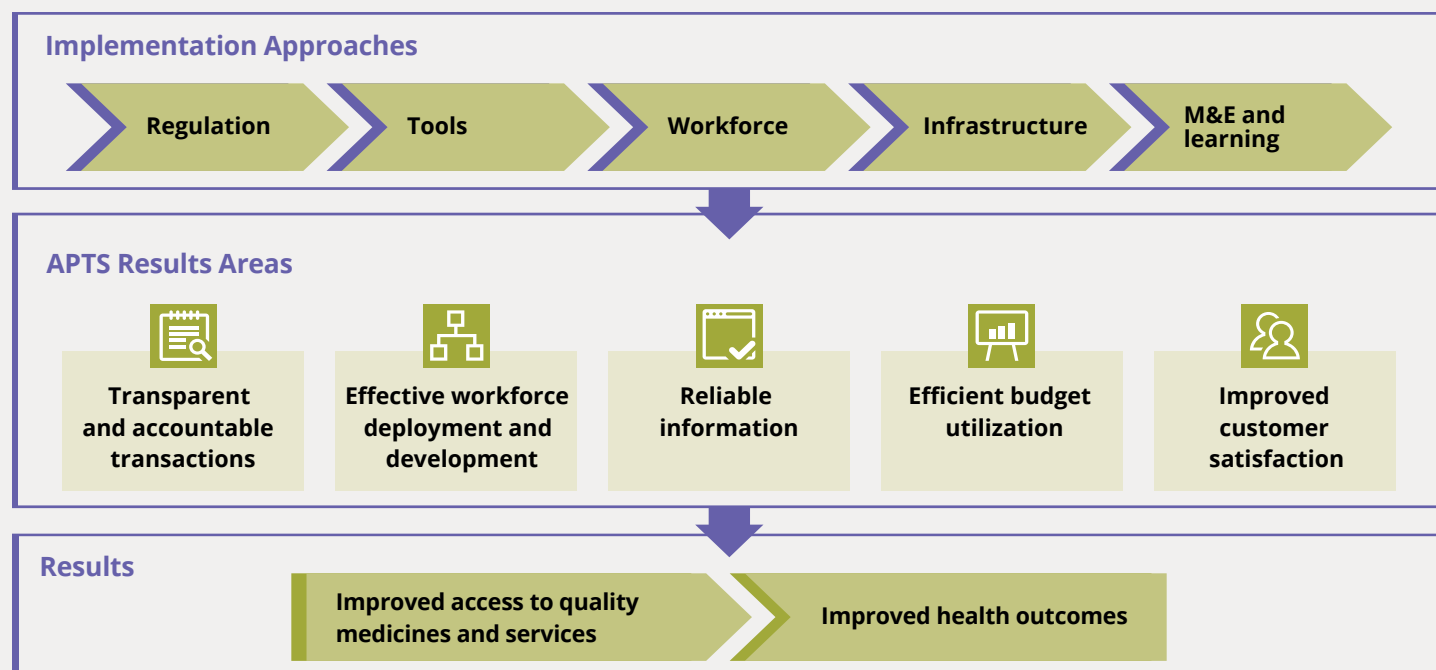 Implementation Approaches
Regulation
Tools
Workforce
Infrastructure
M&E and
learning
APTS Results Areas
Transparent
and accountable
transactions
Effective workforce
deployment and
development
Reliable
information
Efficient budget
utilization
Improved
customer
satisfaction
Results
Improved access to quality
medicines and services
Improved health outcomes